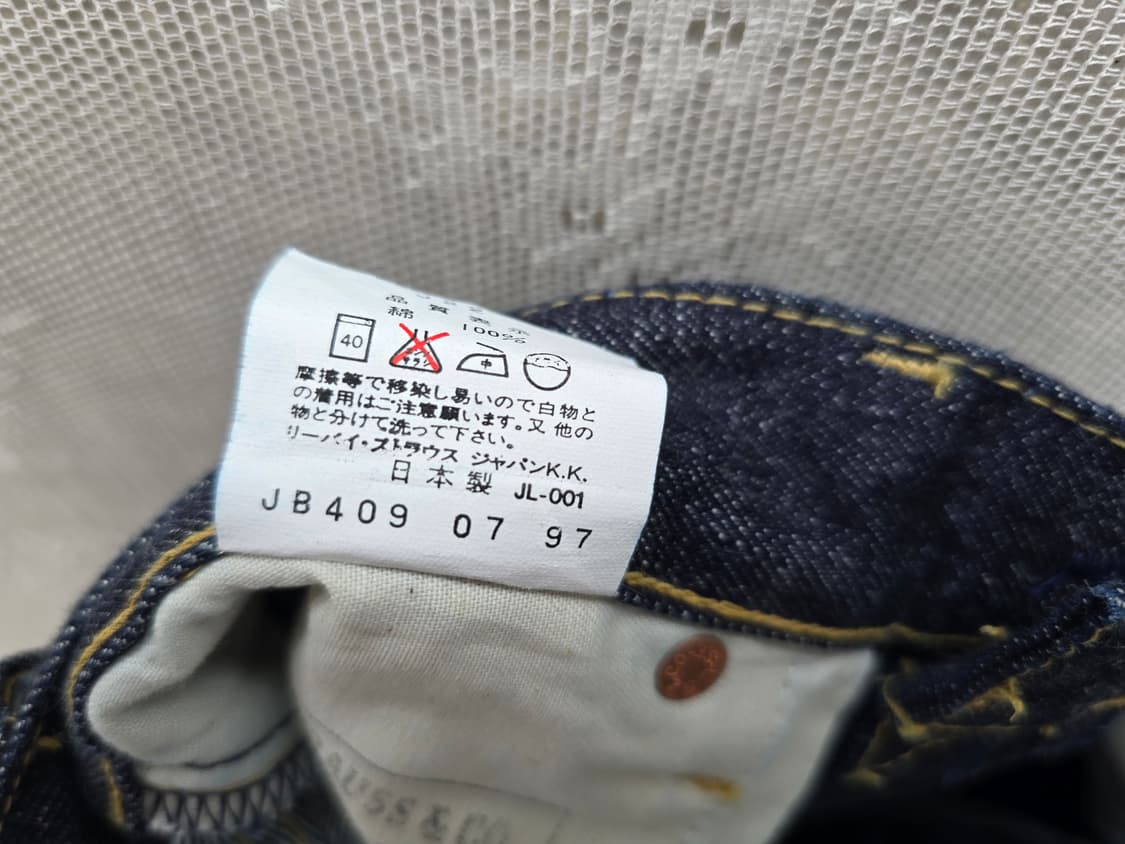 品質表示
綿 100%
40
中
摩擦等で移染し易いので白物と
の着用はご注意願います。又他の
物と分けて洗って下さい。
リーバイ・ストラウス ジャパンK.K.
日本製 JL-001
JB409 07 97
USS & CO.